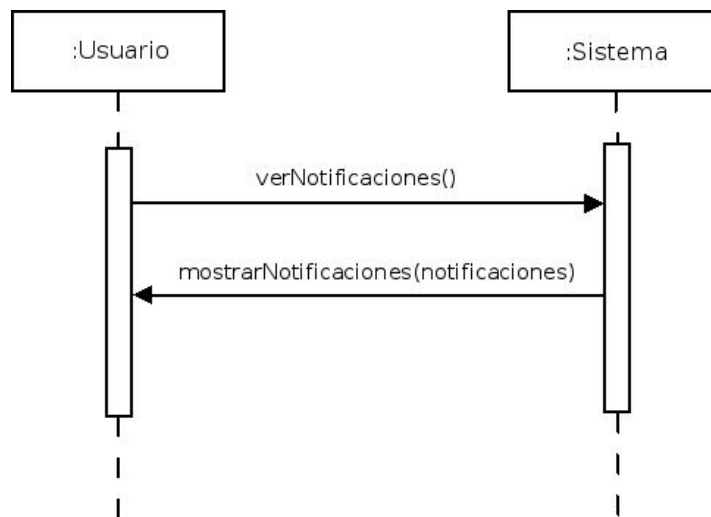 :Usuario
:Sistema
verNotificaciones()
mostrarNotificaciones(notificaciones)